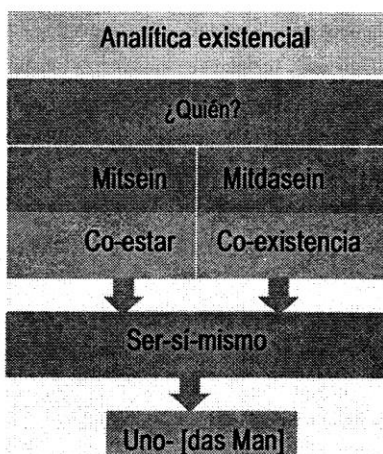 Analítica existencial
¿Quién?
Mitsein Mitdasein
Co-estar Co-existencia
Ser-sí-mismo
Uno- [das Man]